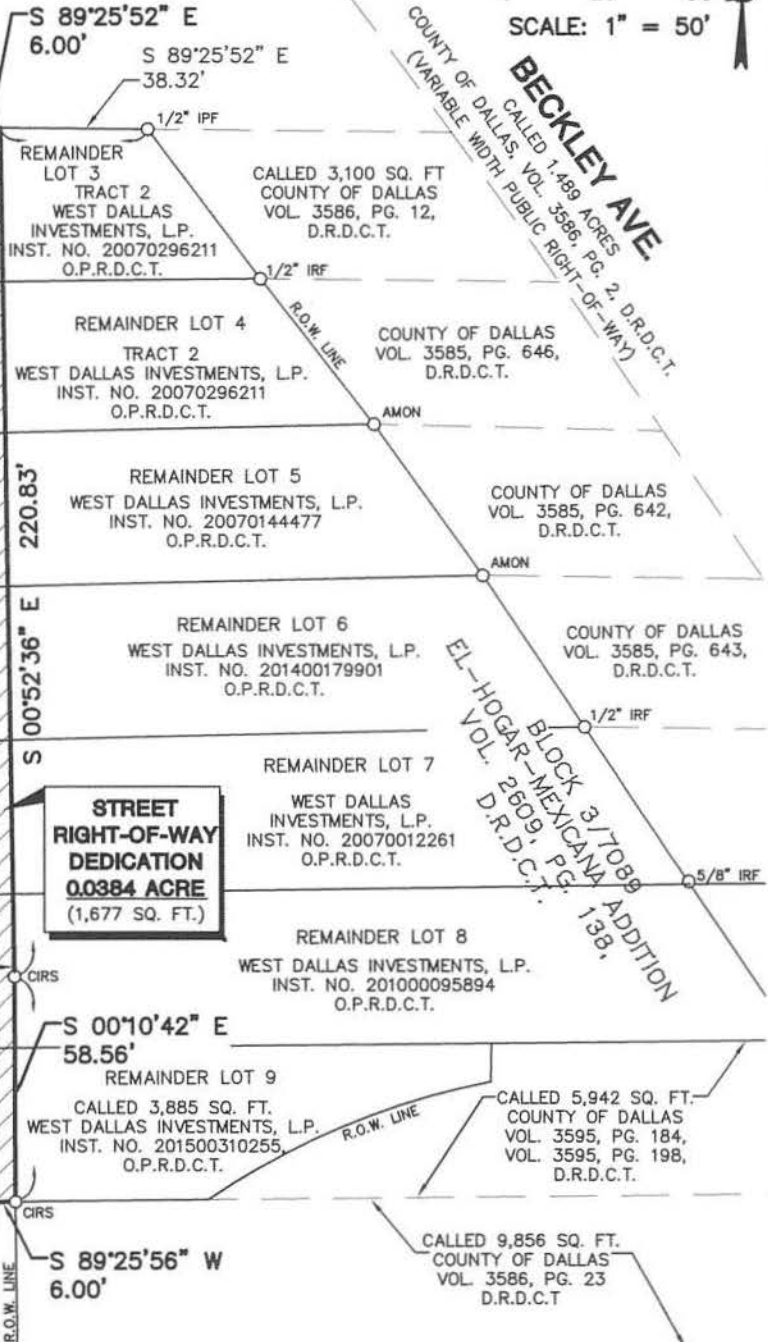 S 89°25'52" E
6.00'
S 89°25'52" E
38.32'
SCALE: 1" = 50'
BECKLEY AVE.
CALLED 1.489 ACRES
COUNTY OF DALLAS, VOL. 3586, PG. 2, D.R.D.C.T.
(VARIABLE WIDTH PUBLIC RIGHT-OF-WAY)
1/2" IPF
REMAINDER
LOT 3
TRACT 2
WEST DALLAS
INVESTMENTS, L.P.
INST. NO. 20070296211
O.P.R.D.C.T.
CALLED 3,100 SQ. FT
COUNTY OF DALLAS
VOL. 3586, PG. 12,
D.R.D.C.T.
1/2" IRF
R.O.W. LINE
REMAINDER LOT 4
TRACT 2
WEST DALLAS INVESTMENTS, L.P.
INST. NO. 20070296211
O.P.R.D.C.T.
COUNTY OF DALLAS
VOL. 3585, PG. 646,
D.R.D.C.T.
AMON
REMAINDER LOT 5
WEST DALLAS INVESTMENTS, L.P.
INST. NO. 20070144477
O.P.R.D.C.T.
COUNTY OF DALLAS
VOL. 3585, PG. 642,
D.R.D.C.T.
S 00°52'36" E 220.83'
AMON
REMAINDER LOT 6
WEST DALLAS INVESTMENTS, L.P.
INST. NO. 201400179901
O.P.R.D.C.T.
COUNTY OF DALLAS
VOL. 3585, PG. 643,
D.R.D.C.T.
1/2" IRF
BLOCK 3/7089
EL-HOGAR-MEXICANA ADDITION
VOL. 2609, PG. 138,
D.R.D.C.T.
REMAINDER LOT 7
WEST DALLAS
INVESTMENTS, L.P.
INST. NO. 20070012261
O.P.R.D.C.T.
STREET
RIGHT-OF-WAY
DEDICATION
0.0384 ACRE
(1,677 SQ. FT.)
5/8" IRF
REMAINDER LOT 8
WEST DALLAS INVESTMENTS, L.P.
INST. NO. 201000095894
O.P.R.D.C.T.
CIRS
S 00°10'42" E
58.56'
REMAINDER LOT 9
CALLED 3,885 SQ. FT.
WEST DALLAS INVESTMENTS, L.P.
INST. NO. 201500310255,
O.P.R.D.C.T.
R.O.W. LINE
CALLED 5,942 SQ. FT.
COUNTY OF DALLAS
VOL. 3595, PG. 184,
VOL. 3595, PG. 198,
D.R.D.C.T.
CIRS
S 89°25'56" W
6.00'
CALLED 9,856 SQ. FT.
COUNTY OF DALLAS
VOL. 3586, PG. 23
D.R.D.C.T
R.O.W. LINE